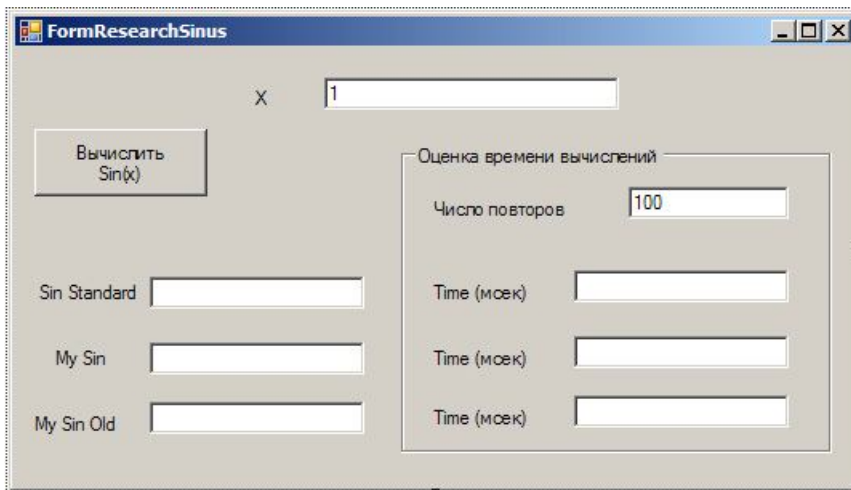 FormResearchSinus
X
1
Вычислить
Sin(x)
Оценка времени вычислений
Число повторов
100
Sin Standard
Time (мсек)
My Sin
Time (мсек)
My Sin Old
Time (мсек)